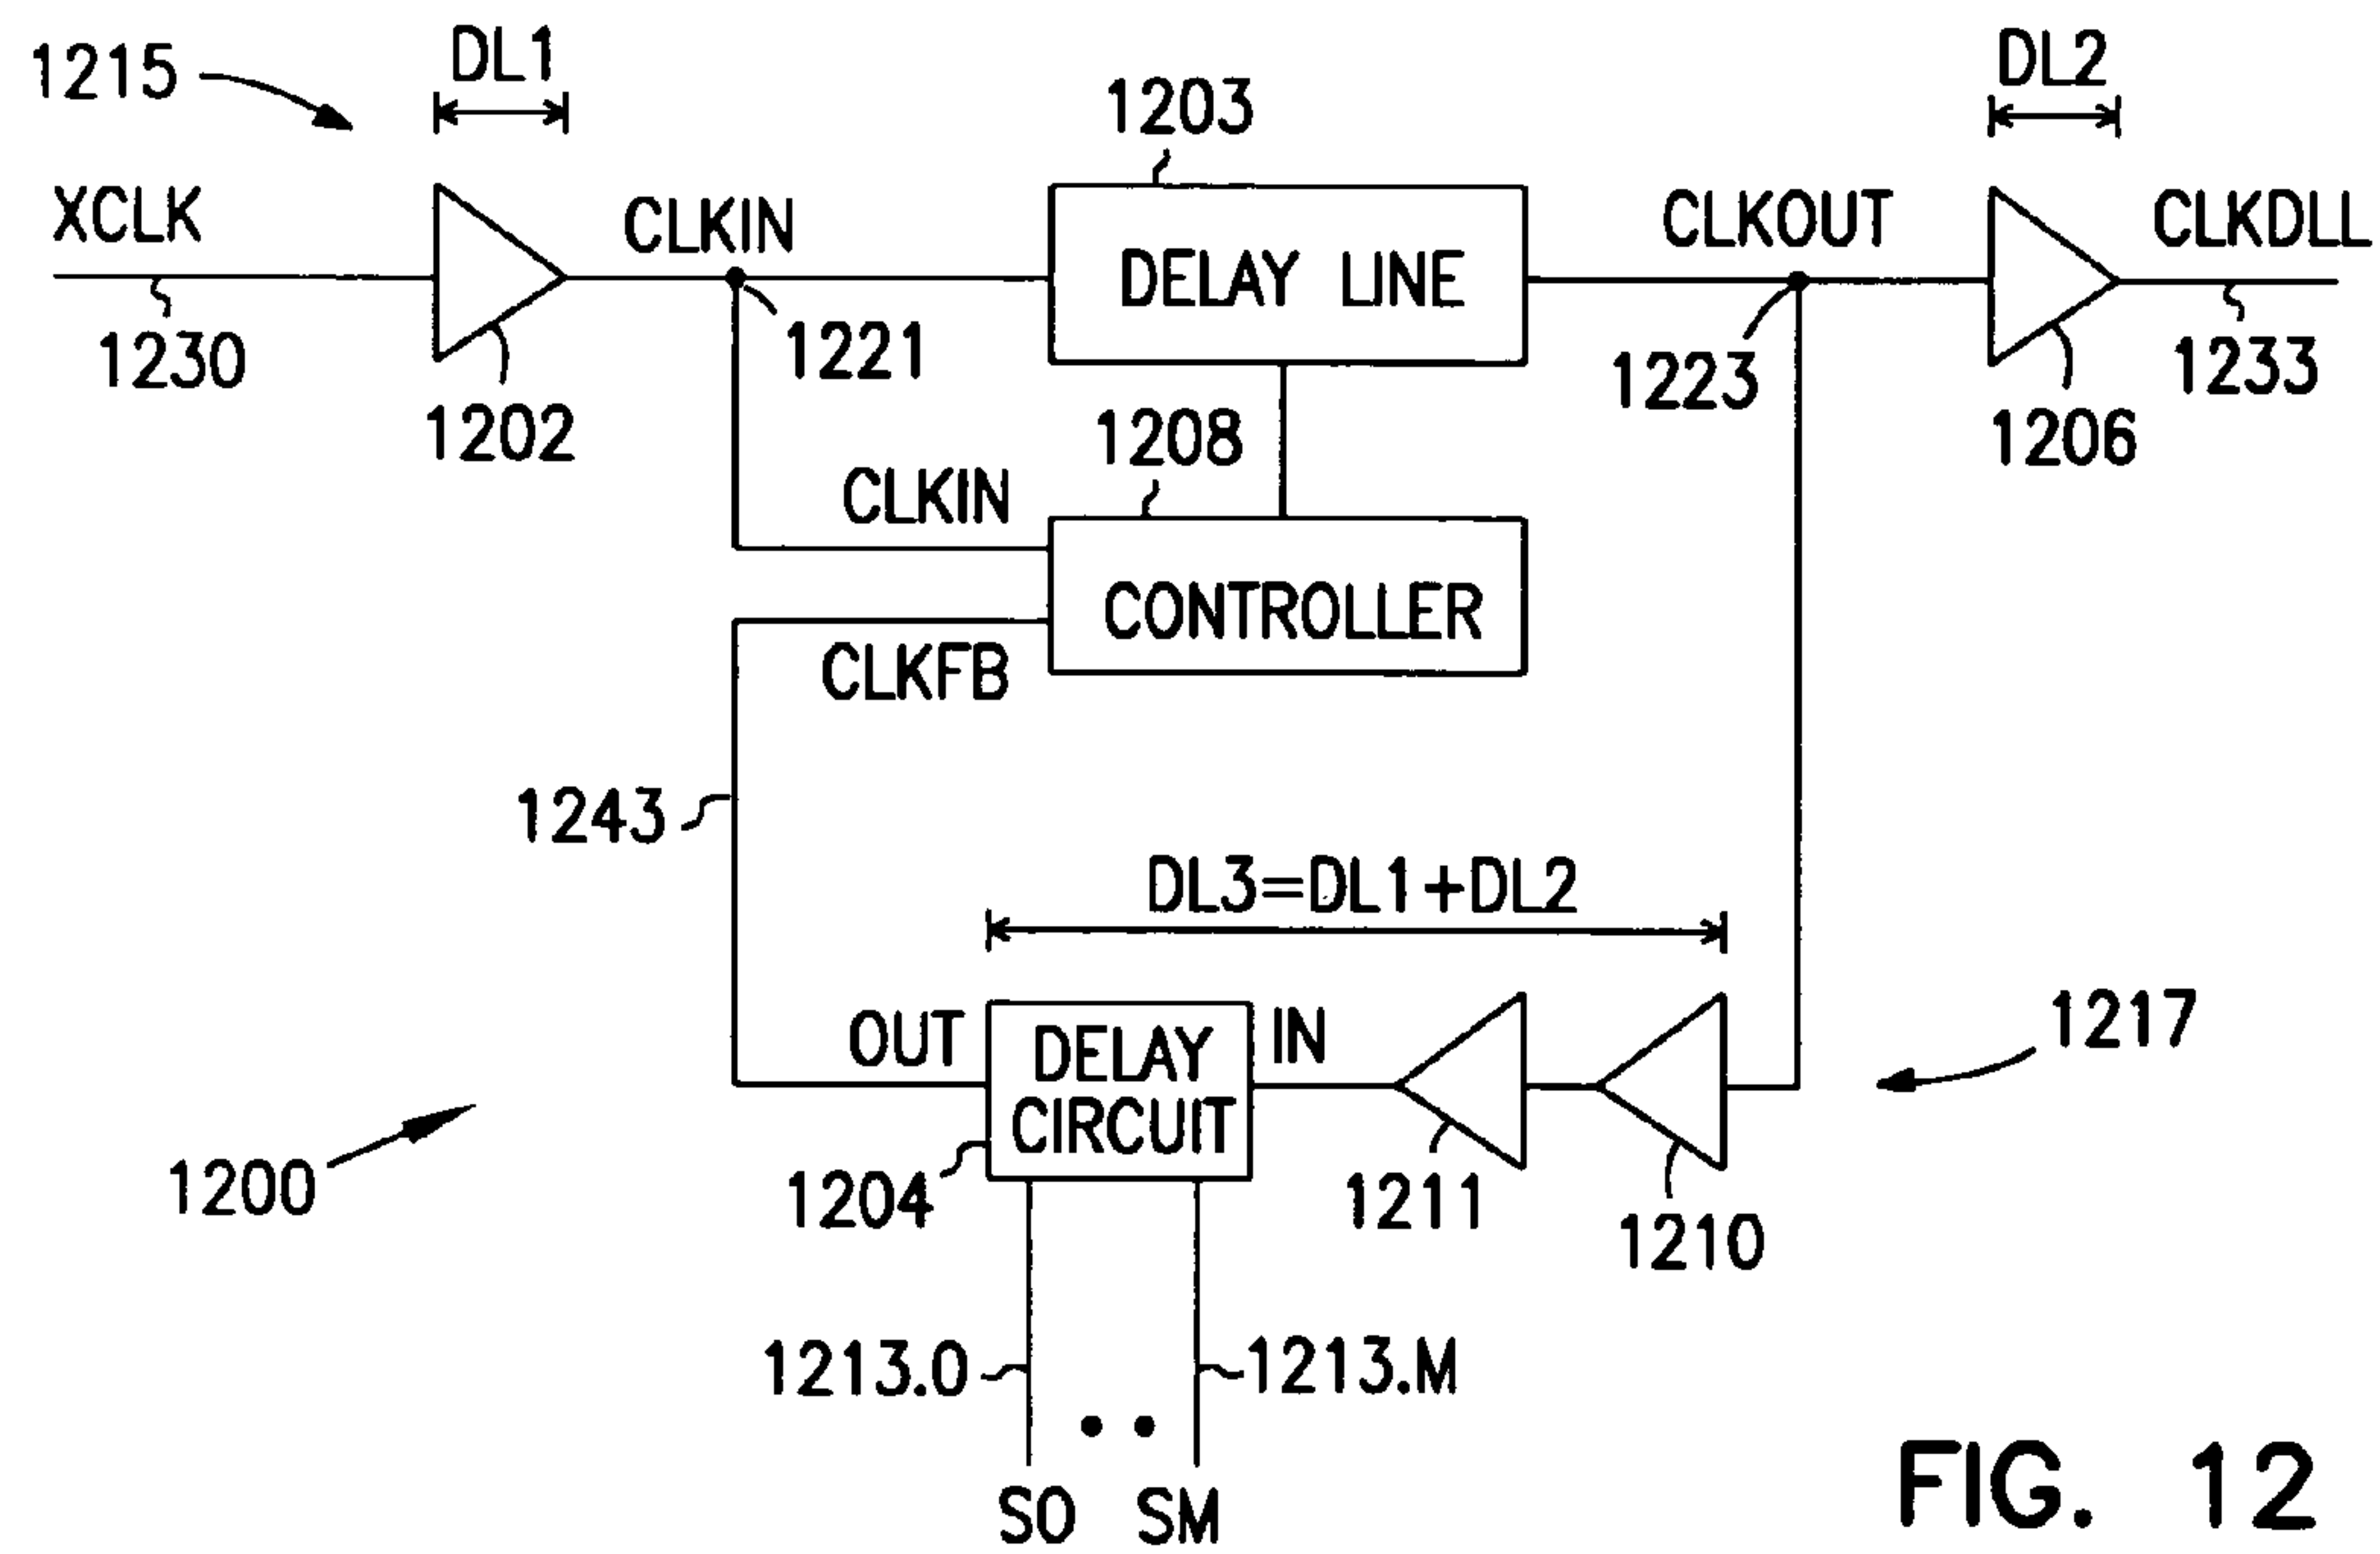 1215
DL1
DL2
1203
XCLK
CLKIN
CLKOUT
CLKDLL
DELAY LINE
1230
1221
1223
1233
1202
1208
1206
CLKIN
CONTROLLER
CLKFB
1243
DL3=DL1+DL2
1217
OUT
DELAY
CIRCUIT
IN
1200
1204
1211
1210
1213.0
1213.M
S0
SM
FIG. 12